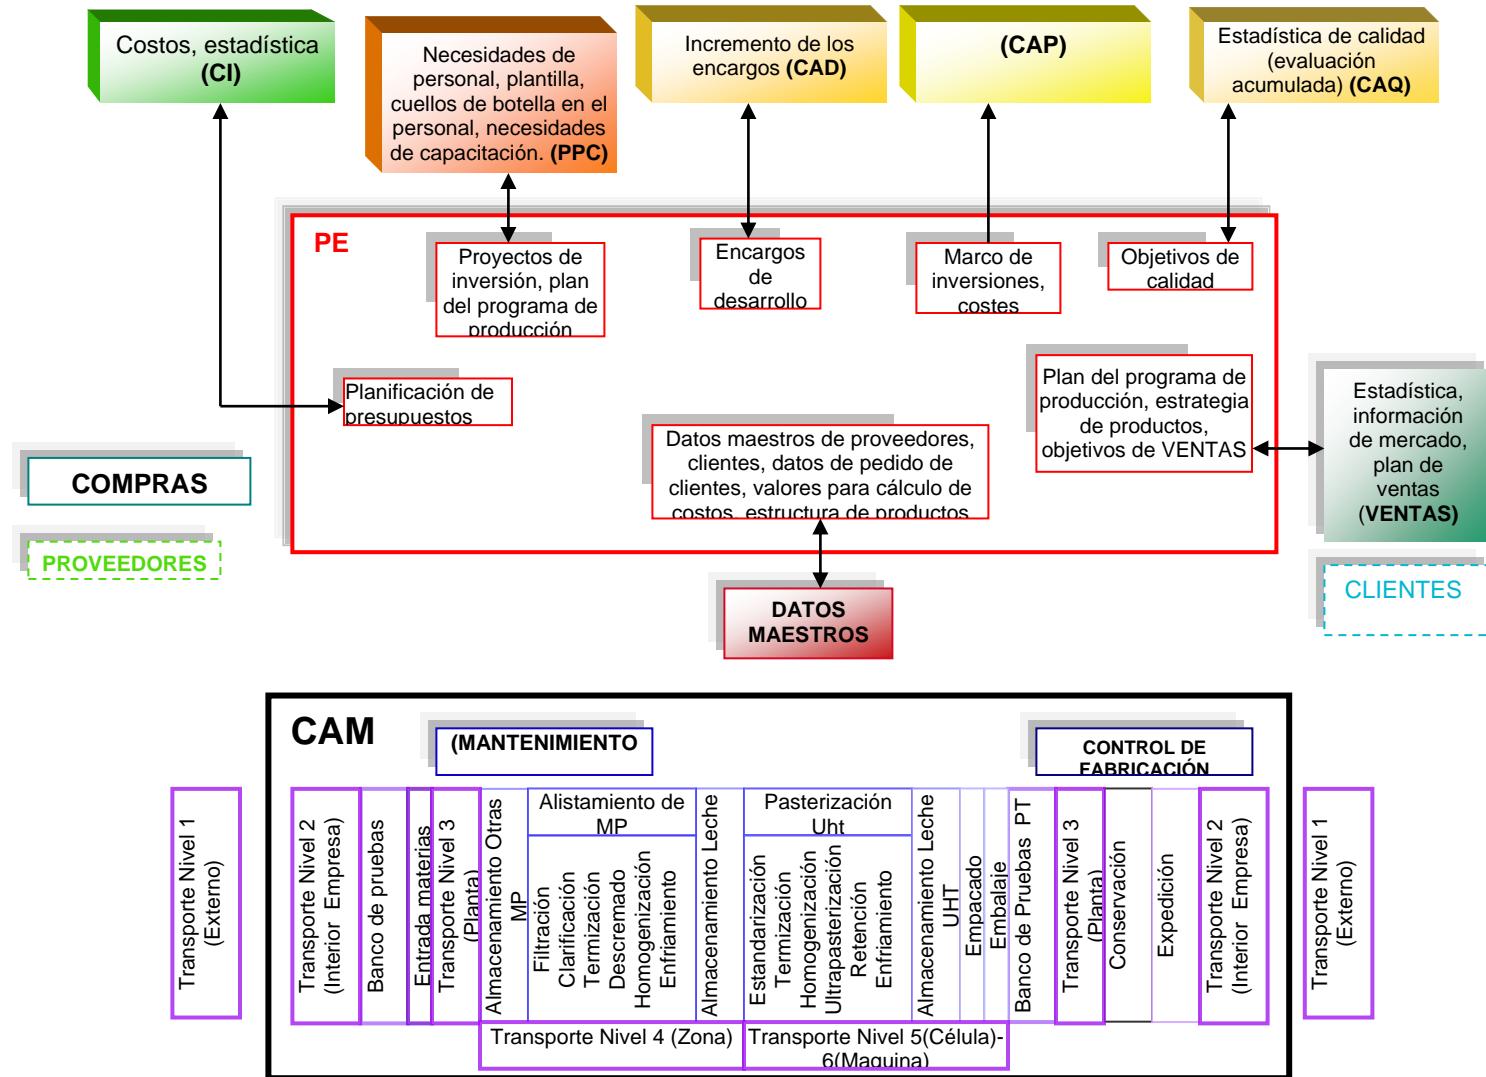 Costos, estadística
(CI)
Necesidades de
personal, plantilla,
cuellos de botella en el
personal, necesidades
de capacitación. (PPC)
Incremento de los
encargos (CAD)
(CAP)
Estadística de calidad
(evaluación
acumulada) (CAQ)
PE
Proyectos de
inversión, plan
del programa de
producción
Encargos
de
desarrollo
Marco de
inversiones,
costes
Objetivos de
calidad
Planificación de
presupuestos
Datos maestros de proveedores,
clientes, datos de pedido de
clientes, valores para cálculo de
costos, estructura de productos
Plan del programa de
producción, estrategia
de productos,
objetivos de VENTAS
Estadística,
información
de mercado,
plan de
ventas
(VENTAS)
COMPRAS
PROVEEDORES
CLIENTES
DATOS
MAESTROS
CAM
(MANTENIMIENTO
CONTROL DE
FABRICACIÓN
Transporte Nivel 1
(Externo)
Transporte Nivel 2
(Interior Empresa)
Banco de pruebas
Entrada materias
Transporte Nivel 3
(Planta)
Almacenamiento Otras
MP
Alistamiento de
MP
Filtración
Clarificación
Termización
Descremado
Homogenización
Enfriamiento
Almacenamiento Leche
Pasterización
Uht
Estandarización
Termización
Homogenización
Ultrapasterización
Retención
Enfriamiento
Almacenamiento Leche
UHT
Empacado
Embalaje
Banco de Pruebas PT
Transporte Nivel 3
(Planta)
Conservación
Expedición
Transporte Nivel 2
(Interior Empresa)
Transporte Nivel 1
(Externo)
Transporte Nivel 4 (Zona)
Transporte Nivel 5(Célula)-
6(Maquina)